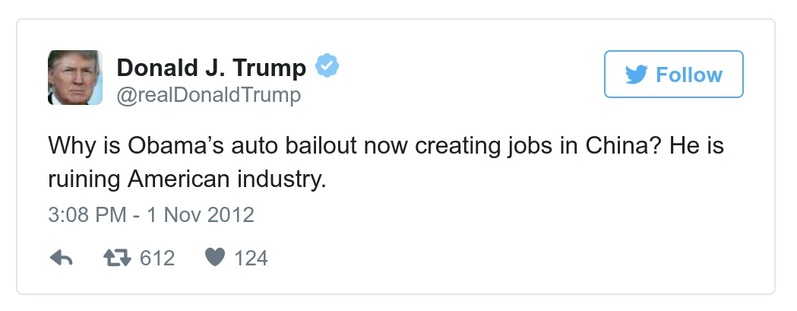 Donald J. Trump
@realDonaldTrump
Follow
Why is Obama’s auto bailout now creating jobs in China? He is
ruining American industry.
3:08 PM - 1 Nov 2012
612 124